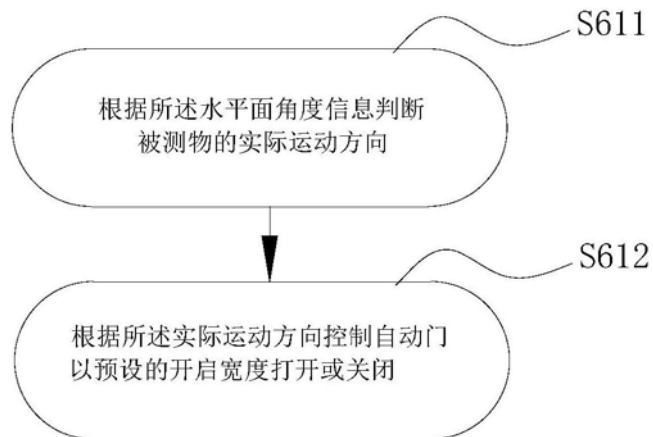 S611
根据所述水平面角度信息判断
被测物的实际运动方向
S612
根据所述实际运动方向控制自动门
以预设的开启宽度打开或关闭